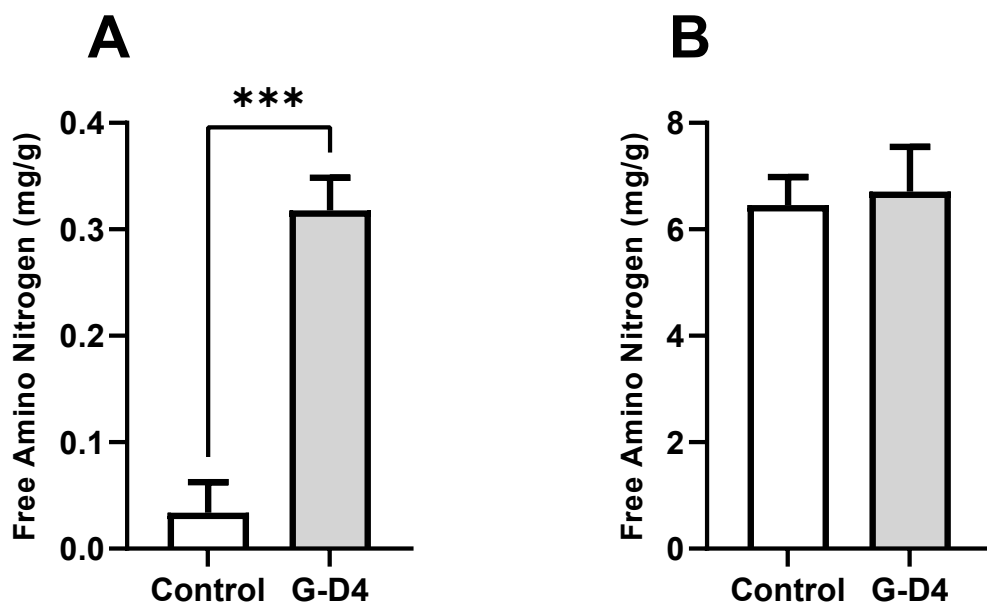 A
***
Free Amino Nitrogen (mg/g)
0.4
0.3
0.2
0.1
0.0
Control G-D4
B
Free Amino Nitrogen (mg/g)
8
6
4
2
0
Control G-D4